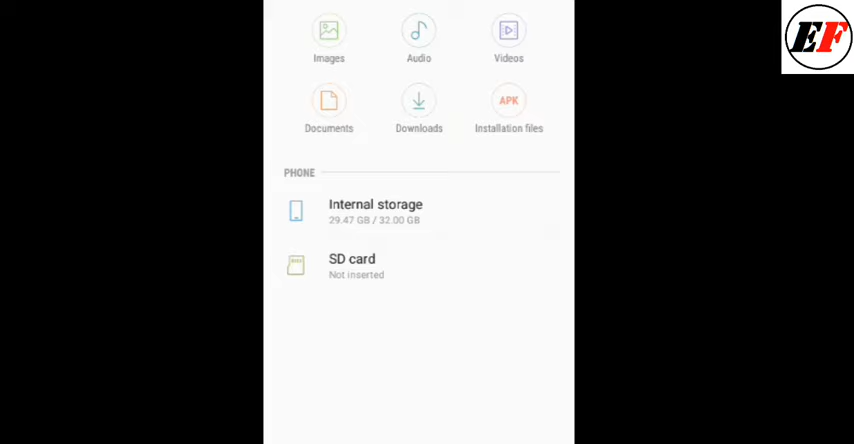 EF
Images Audio Videos
APK
Documents Downloads Installation files
PHONE
Internal storage
29.47 GB / 32.00 GB
SD card
Not inserted